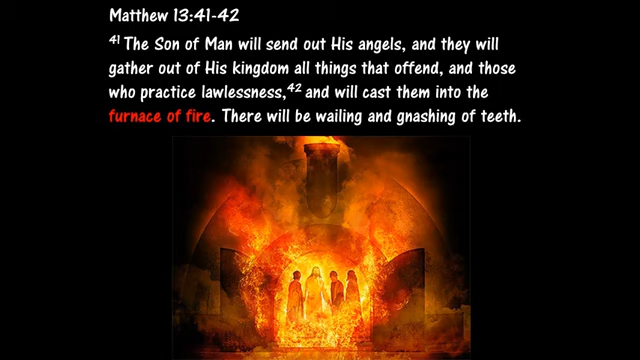 Matthew 13:41-42
41 The Son of Man will send out His angels, and they will
gather out of His kingdom all things that offend, and those
who practice lawlessness,42 and will cast them into the
furnace of fire. There will be wailing and gnashing of teeth.